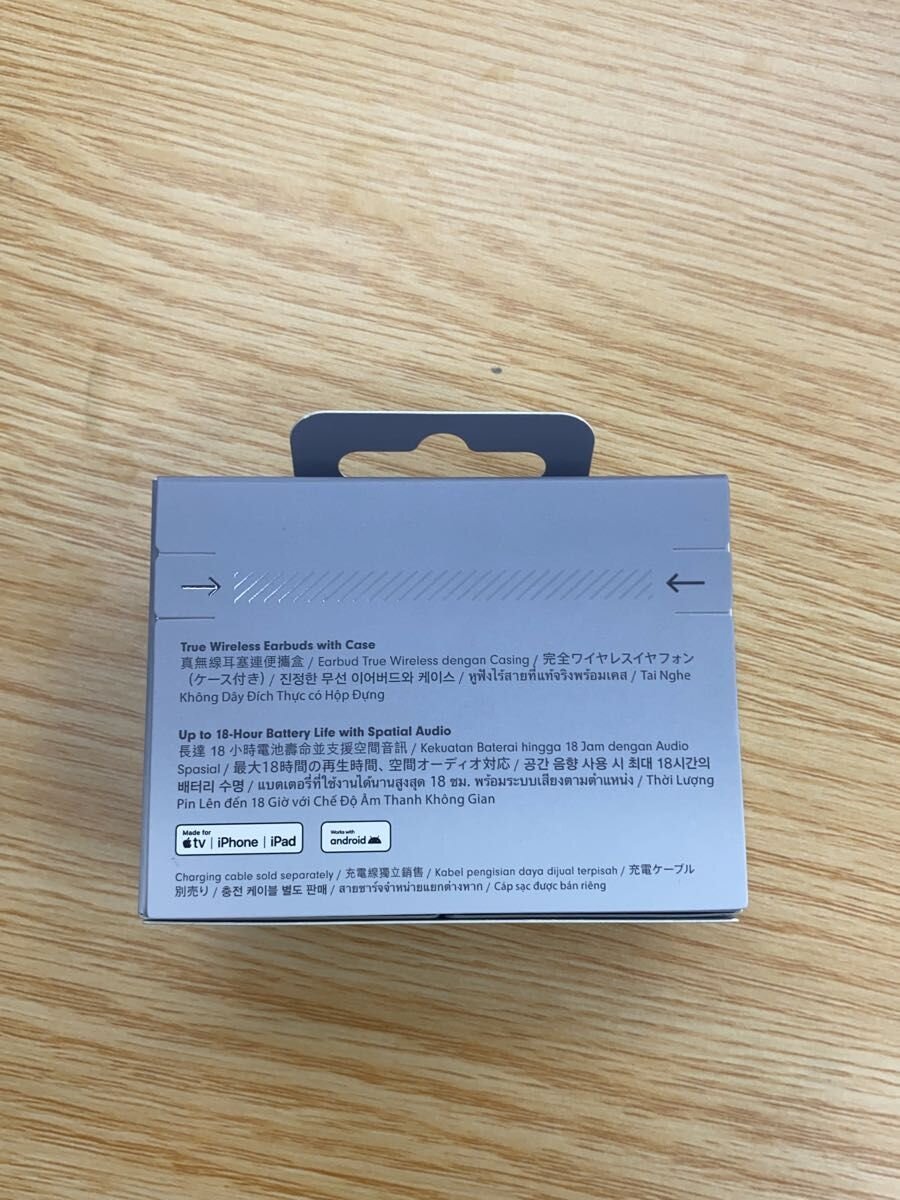 True Wireless Earbuds with Case
真無線耳塞連便攜盒 / Earbud True Wireless dengan Casing / 完全ワイヤレスイヤフォン
(ケース付き) / 진정한 무선 이어버드와 케이스 / หูฟังไร้สายที่แท้จริงพร้อมเคส / Tai Nghe
Không Dây Đích Thực có Hộp Đựng
Up to 18-Hour Battery Life with Spatial Audio
長達 18 小時電池壽命並支援空間音訊 / Kekuatan Baterai hingga 18 Jam dengan Audio
Spasial / 最大18時間の再生時間、空間オーディオ対応 / 공간 음향 사용 시 최대 18시간의
배터리 수명 / แบตเตอรี่ที่ใช้งานได้นานสูงสุด 18 ชม. พร้อมระบบเสียงตามตำแหน่ง / Thời Lượng
Pin Lên đến 18 Giờ với Chế Độ Âm Thanh Không Gian
Made for
tv | iPhone | iPad
Works with
android
Charging cable sold separately / 充電線獨立銷售 / Kabel pengisian daya dijual terpisah / 充電ケーブル
別売り / 충전 케이블 별도 판매 / สายชาร์จจำหน่ายแยกต่างหาก / Cáp sạc được bán riêng